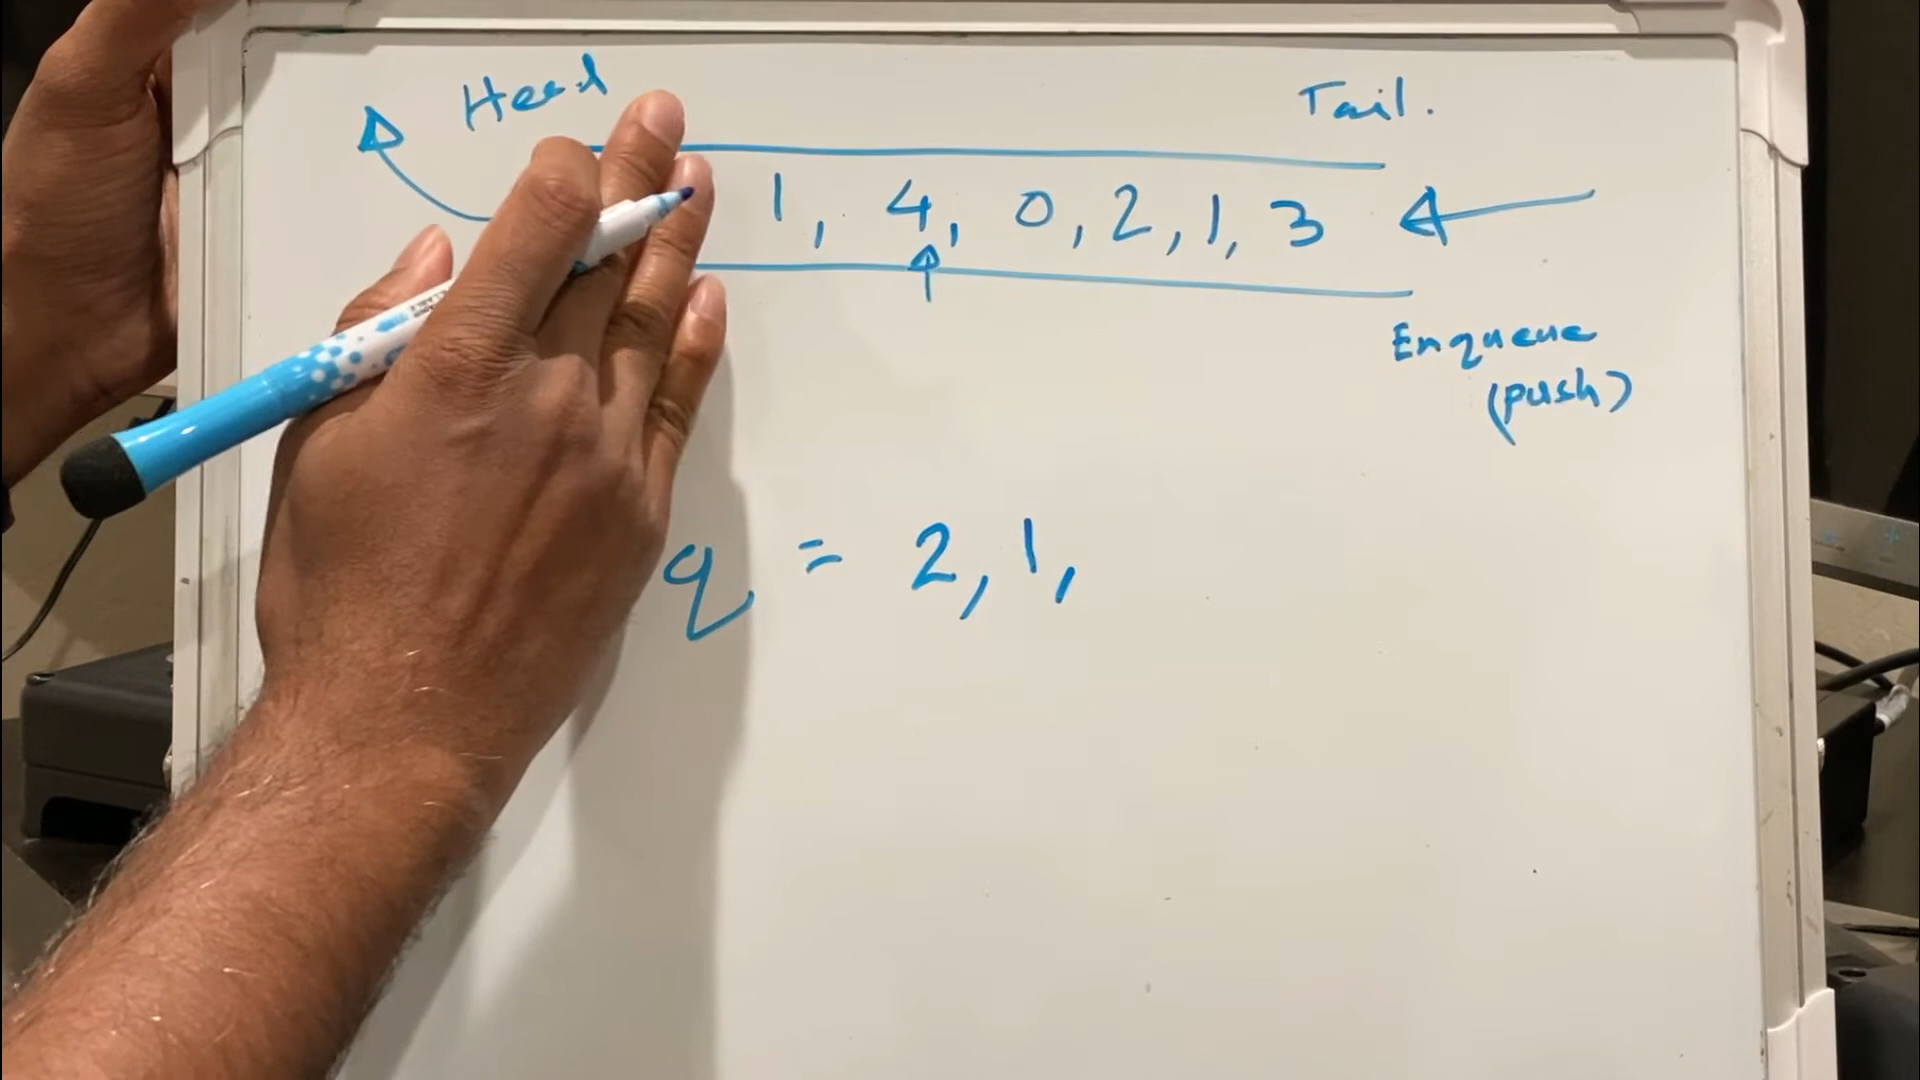 Head
Tail.
1, 4, 0, 2, 1, 3
Enqueue
(push)
q = 2, 1,